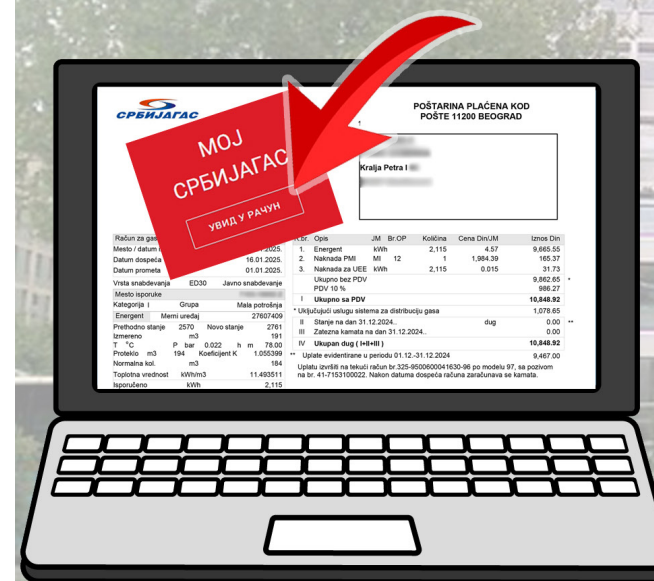 СРБИЈАГАС
POŠTARINA PLAĆENA KOD
POŠTE 11200 BEOGRAD
МОЈ
СРБИЈАГАС
УВИД У РАЧУН
Kralja Petra I
Račun za gas
Mesto / datum
Datum dospeća 16.01.2025.
Datum prometa 01.01.2025.
Vrsta snabdevanja ED30 Javno snabdevanje
Mesto isporuke
Kategorija I Grupa Mala potrošnja
Energent Merni uređaj 27607409
Prethodno stanje 2570 Novo stanje 2761
Izmereno m3 191
T °C P bar 0.022 h m 78.00
Proteklo m3 194 Koeficijent K 1.055399
Normalna kol. m3 184
Toplotna vrednost kWh/m3 11.493511
Isporučeno kWh 2,115
br. Opis JM Br.OP Količina Cena Din/JM Iznos Din
1. Energent kWh 2,115 4.57 9,665.55
2. Naknada PMI MI 12 1 1,984.39 165.37
3. Naknada za UEE kWh 2,115 0.015 31.73
Ukupno bez PDV 9,862.65 *
PDV 10 % 986.27
I Ukupno sa PDV 10,848.92
* Uključujući uslugu sistema za distribuciju gasa 1,078.65
II Stanje na dan 31.12.2024.. dug 0.00 **
III Zatezna kamata na dan 31.12.2024.. 0.00
IV Ukupan dug ( I+II+III ) 10,848.92
** Uplate evidentirane u periodu 01.12.-31.12.2024 9,467.00
Uplatu izvršiti na tekući račun br.325-9500600041630-96 po modelu 97, sa pozivom
na br. 41-7153100022. Nakon datuma dospeća računa zaračunava se kamata.